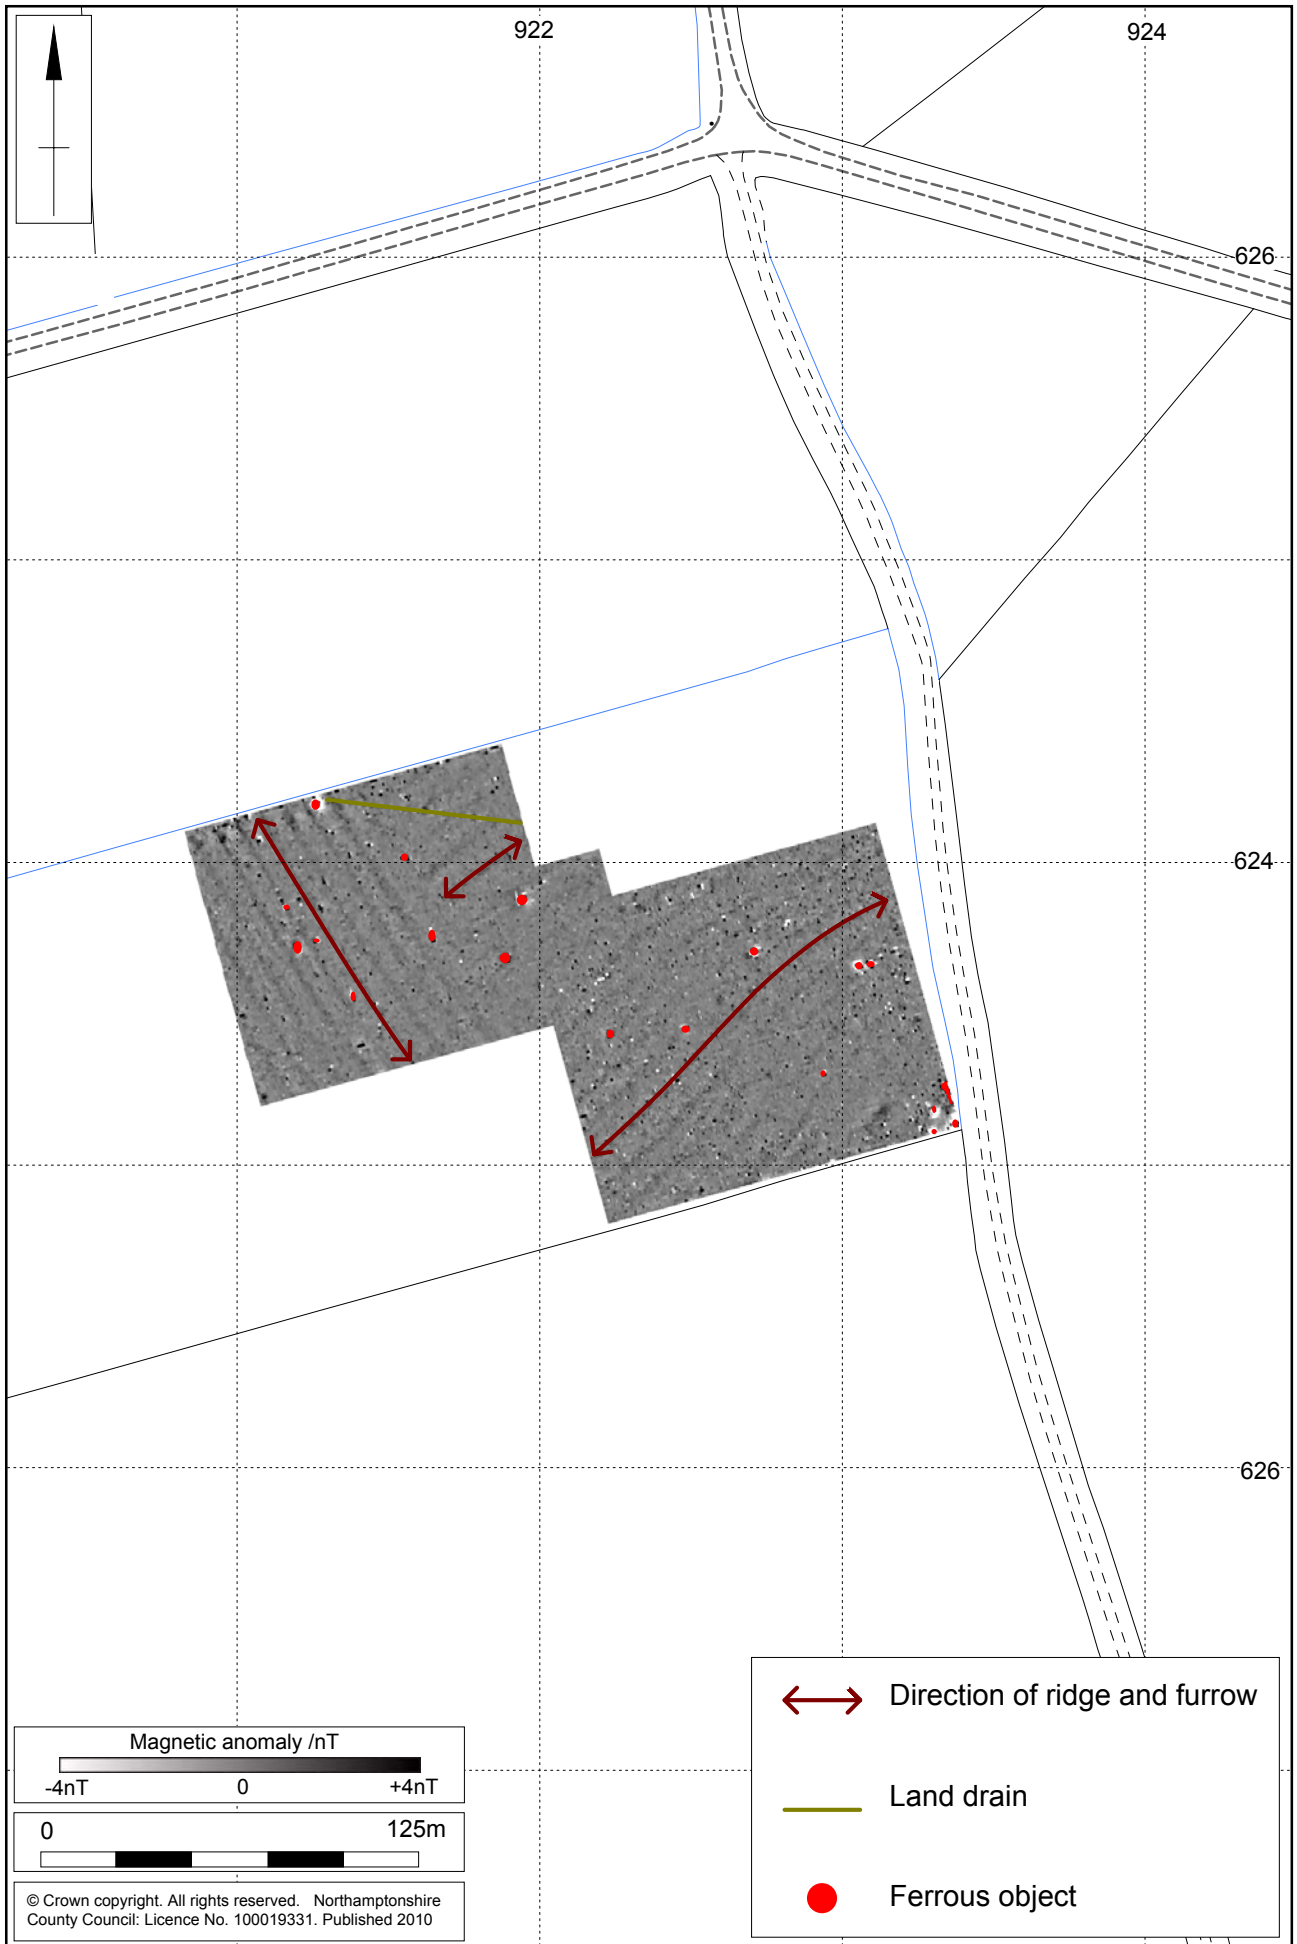 922
924
626
624
626
Direction of ridge and furrow
Magnetic anomaly /nT
-4nT 0 +4nT
Land drain
0 125m
Ferrous object
© Crown copyright. All rights reserved. Northamptonshire
County Council: Licence No. 100019331. Published 2010